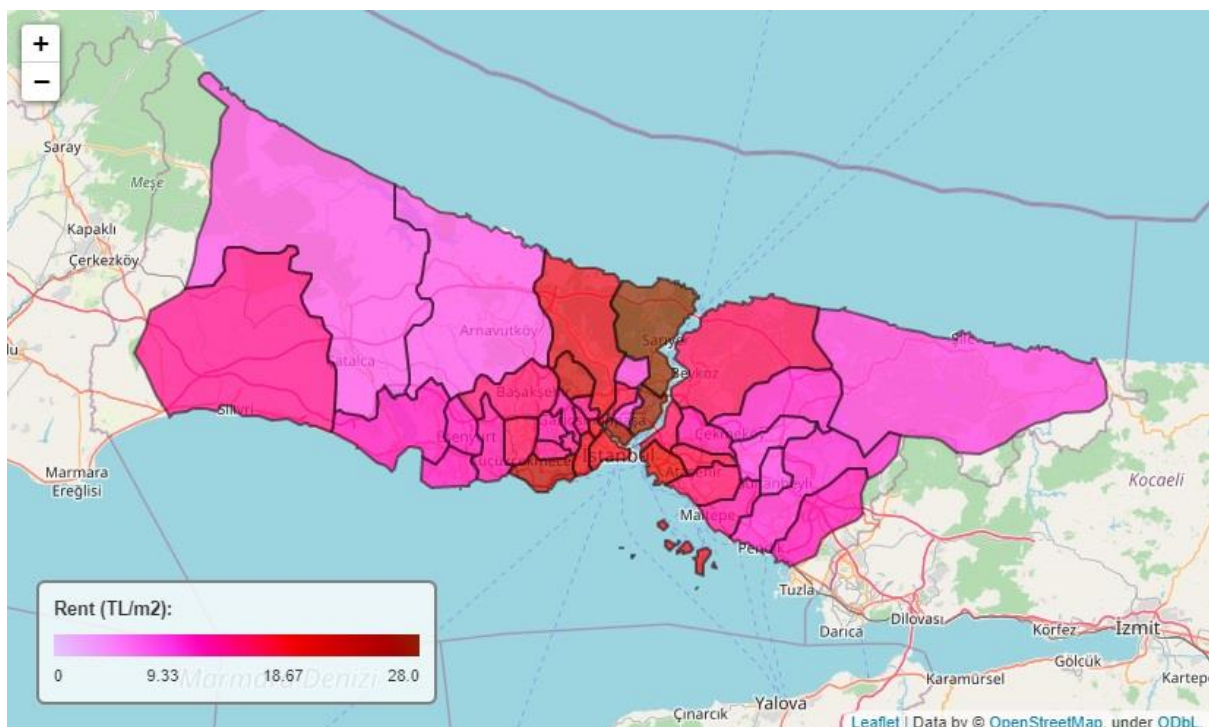 +
−
Saray
Meşe
Kapaklı
Çerkezköy
Arnavutköy
Sarıye
Şile
Çatalca
Beykoz
Başakşehir
Silivri
Esenyurt
Çekmeköy
İstanbul
Küçükçekmece
Ataşehir
Marmara
Ereğlisi
Sultanbeyli
Kocaeli
Maltepe
Pendik
Tuzla
Darıca
Dilovası
Körfez
İzmit
Gölcük
Kartepe
Karamürsel
Yalova
Çınarcık
Rent (TL/m2):
0 9.33 18.67 28.0
Marmara Denizi
Leaflet | Data by © OpenStreetMap, under ODbL.